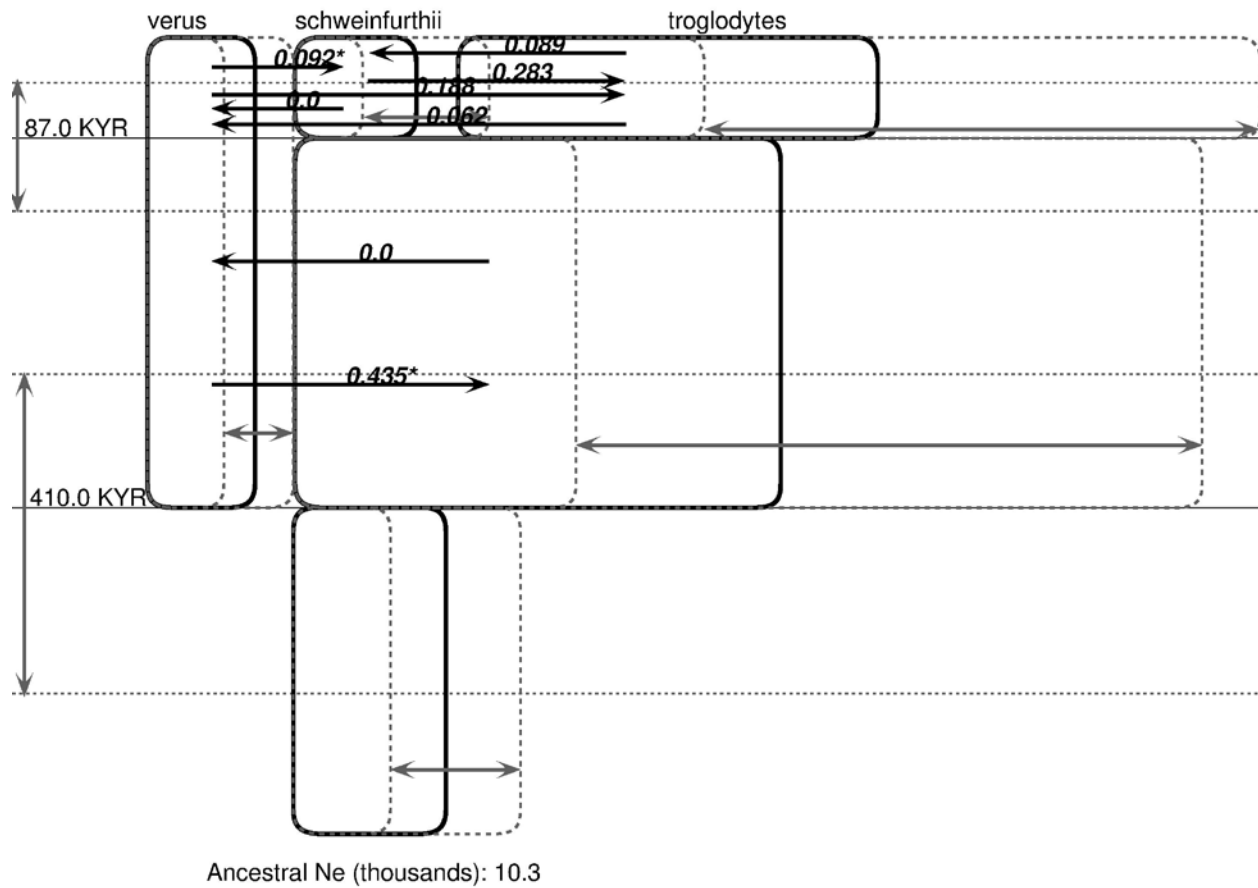 verus schweinfurthii troglodytes
0.089
0.092*
0.283
0.188
0.0
0.062
87.0 KYR
0.0
0.435*
410.0 KYR
Ancestral Ne (thousands): 10.3